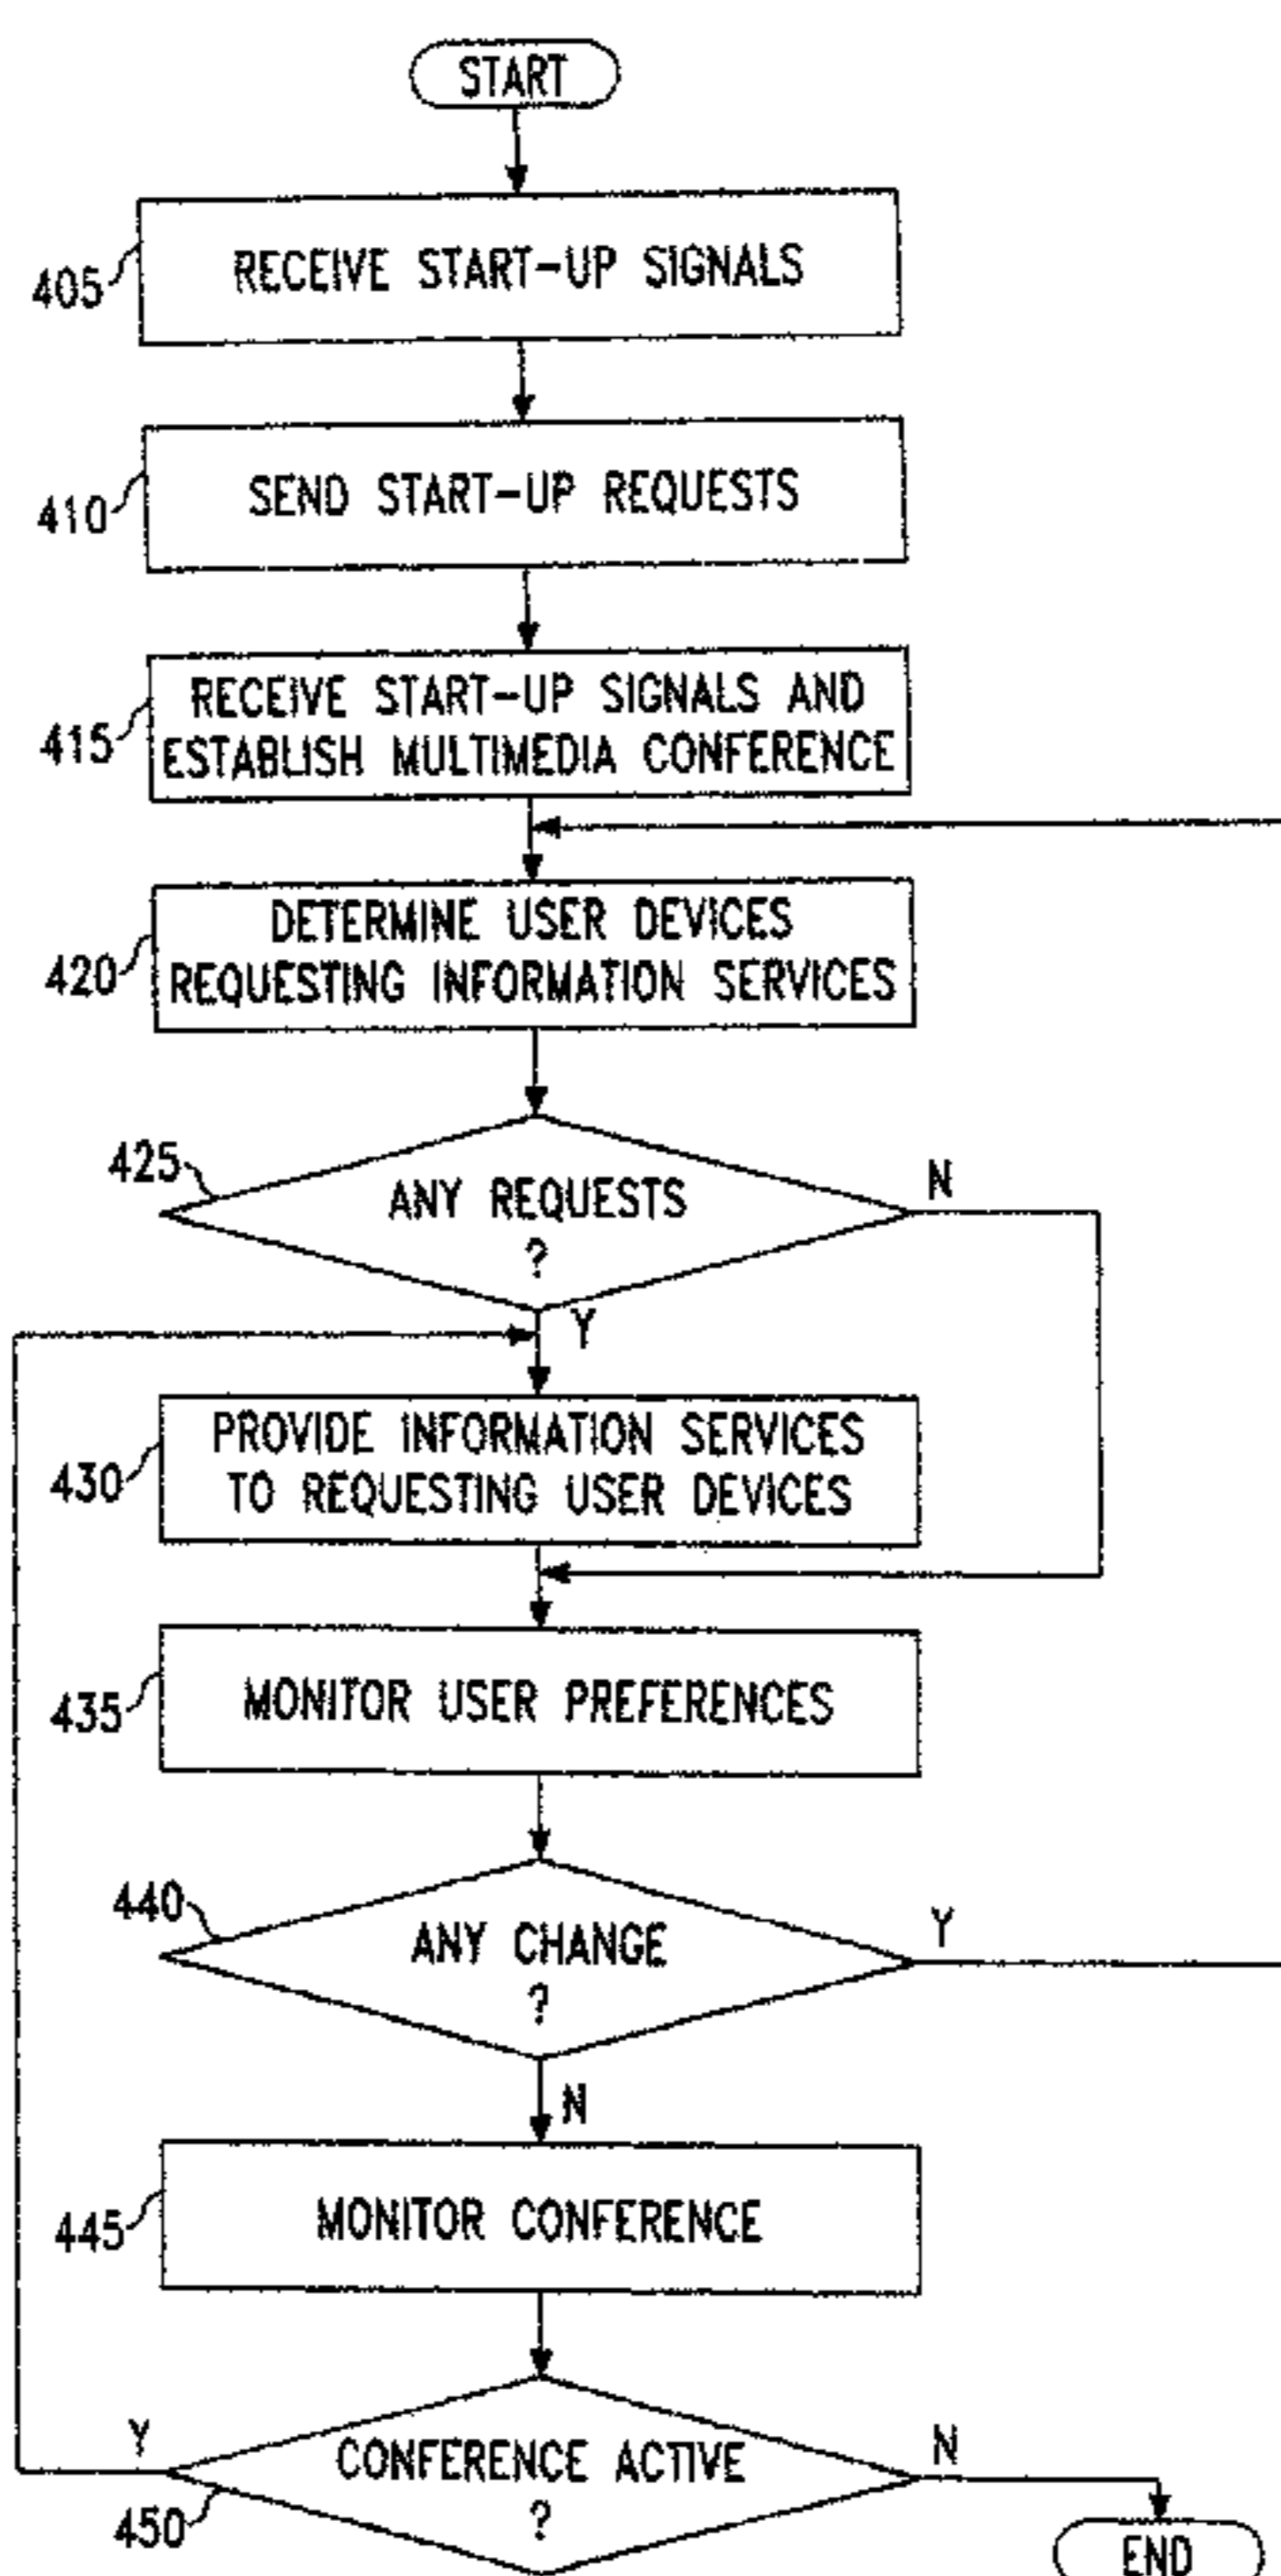 START
405
RECEIVE START-UP SIGNALS
410
SEND START-UP REQUESTS
415
RECEIVE START-UP SIGNALS AND
ESTABLISH MULTIMEDIA CONFERENCE
420
DETERMINE USER DEVICES
REQUESTING INFORMATION SERVICES
425
ANY REQUESTS
?
N
Y
430
PROVIDE INFORMATION SERVICES
TO REQUESTING USER DEVICES
435
MONITOR USER PREFERENCES
440
ANY CHANGE
?
Y
N
445
MONITOR CONFERENCE
Y
450
CONFERENCE ACTIVE
?
N
END